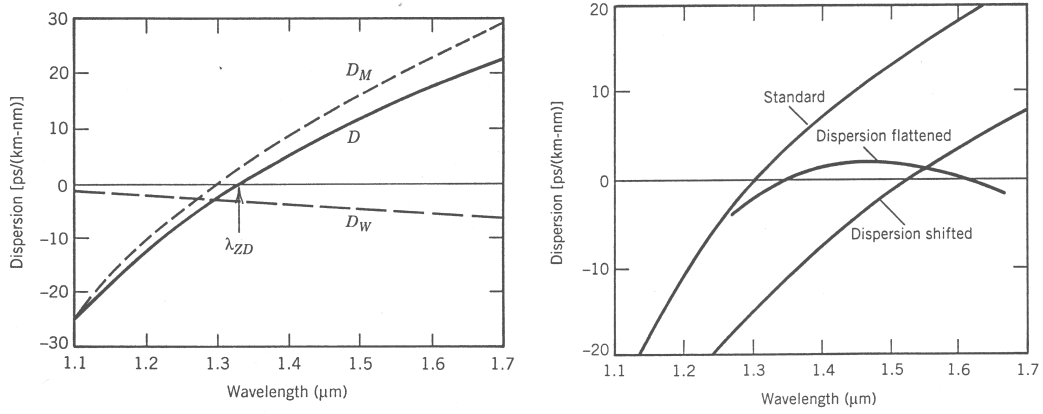 30
20
10
0
−10
−20
−30
1.1
1.2
1.3
1.4
1.5
1.6
1.7
Dispersion [ps/(km-nm)]
Wavelength (μm)
D_M
D
D_W
λ_ZD
20
10
0
−10
−20
1.1
1.2
1.3
1.4
1.5
1.6
1.7
Dispersion [ps/(km-nm)]
Wavelength (μm)
Standard
Dispersion flattened
Dispersion shifted